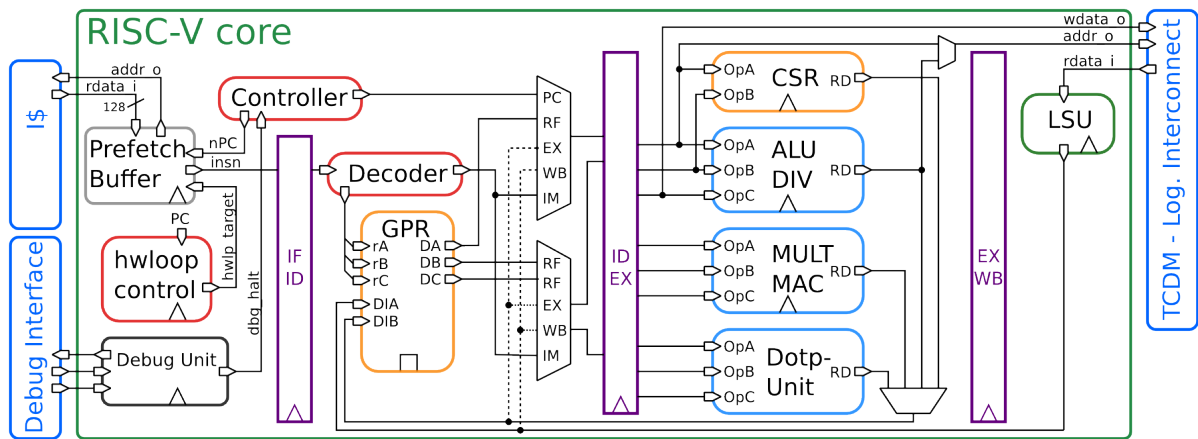 RISC-V core
wdata_o
addr_o
rdata_i
I$
addr_o
rdata_i
128
Prefetch
Buffer
nPC
insn
Controller
Decoder
PC
hwloop
control
hwlp_target
dbg_halt
Debug Interface
Debug Unit
IF
ID
GPR
rA
rB
rC
DIA
DIB
DA
DB
DC
PC
RF
EX
WB
IM
RF
RF
EX
WB
IM
ID
EX
OpA
OpB
CSR
RD
OpA
OpB
OpC
ALU
DIV
RD
OpA
OpB
OpC
MULT
MAC
RD
OpA
OpB
OpC
Dotp-
Unit
RD
EX
WB
LSU
TCDM - Log. Interconnect